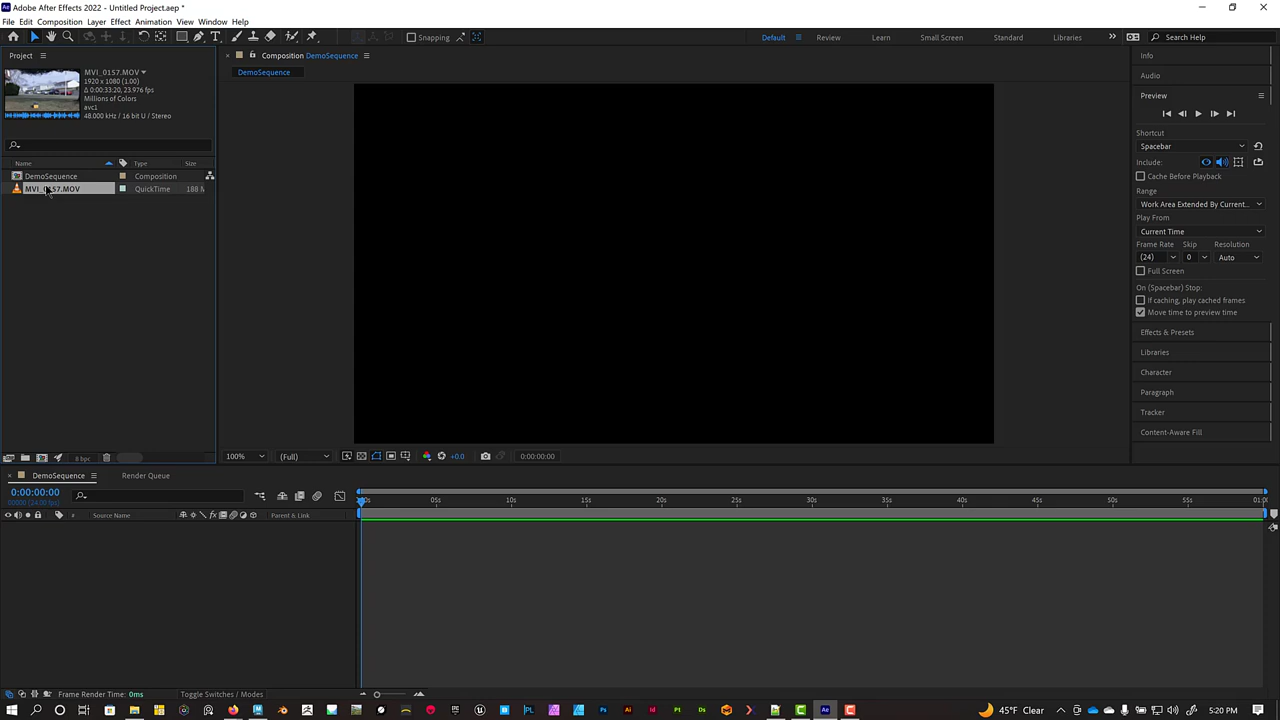 Adobe After Effects 2022 - Untitled Project.aep *
File Edit Composition Layer Effect Animation View Window Help
Snapping
Default Review Learn Small Screen Standard Libraries
Search Help
Project
MVI_0157.MOV
1920 x 1080 (1.00)
Δ 0:00:33:20, 23.976 fps
Millions of Colors
avc1
48.000 kHz / 16 bit U / Stereo
Name Type Size
DemoSequence Composition
MVI_0157.MOV QuickTime 188 M
8 bpc
Composition DemoSequence
DemoSequence
100% (Full) +0.0 0:00:00:00
Info
Audio
Preview
Shortcut
Spacebar
Include:
Cache Before Playback
Range
Work Area Extended By Current...
Play From
Current Time
Frame Rate Skip Resolution
(24) 0 Auto
Full Screen
On (Spacebar) Stop:
If caching, play cached frames
Move time to preview time
Effects & Presets
Libraries
Character
Paragraph
Tracker
Content-Aware Fill
DemoSequence Render Queue
0:00:00:00
00000 (24.00 fps)
05s 10s 15s 20s 25s 30s 35s 40s 45s 50s 55s
# Source Name Parent & Link
Frame Render Time: 0ms Toggle Switches / Modes
45°F Clear 5:20 PM